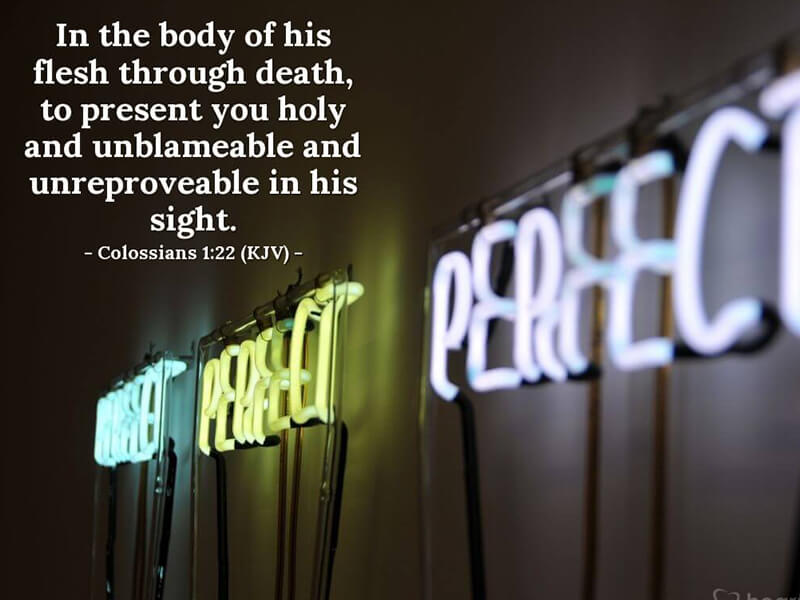 In the body of his
flesh through death,
to present you holy
and unblameable and
unreproveable in his
sight.
- Colossians 1:22 (KJV) -
PERFECT
PERFECT